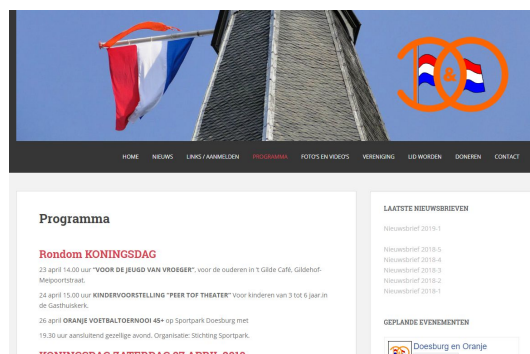 &
HOME NIEUWS LINKS / AANMELDEN PROGRAMMA FOTO'S EN VIDEO'S VERENIGING LID WORDEN DONEREN CONTACT
Programma
Rondom KONINGSDAG
23 april 14.00 uur "VOOR DE JEUGD VAN VROEGER", voor de ouderen in 't Gilde Café, Gildehof-
Meipoortstraat.
24 april 15.00 uur KINDERVOORSTELLING "PEER TOF THEATER" Voor kinderen van 3 tot 6 jaar.in
de Gasthuiskerk.
26 april ORANJE VOETBALTOERNOOI 45+ op Sportpark Doesburg met
19.30 uur aansluitend gezellige avond. Organisatie: Stichting Sportpark.
KONINGSDAG ZATERDAG 27 APRIL 2019
LAATSTE NIEUWSBRIEVEN
Nieuwsbrief 2019-1
Nieuwsbrief 2018-5
Nieuwsbrief 2018-4
Nieuwsbrief 2018-3
Nieuwsbrief 2018-2
Nieuwsbrief 2018-1
GEPLANDE EVENEMENTEN
Doesburg en Oranje